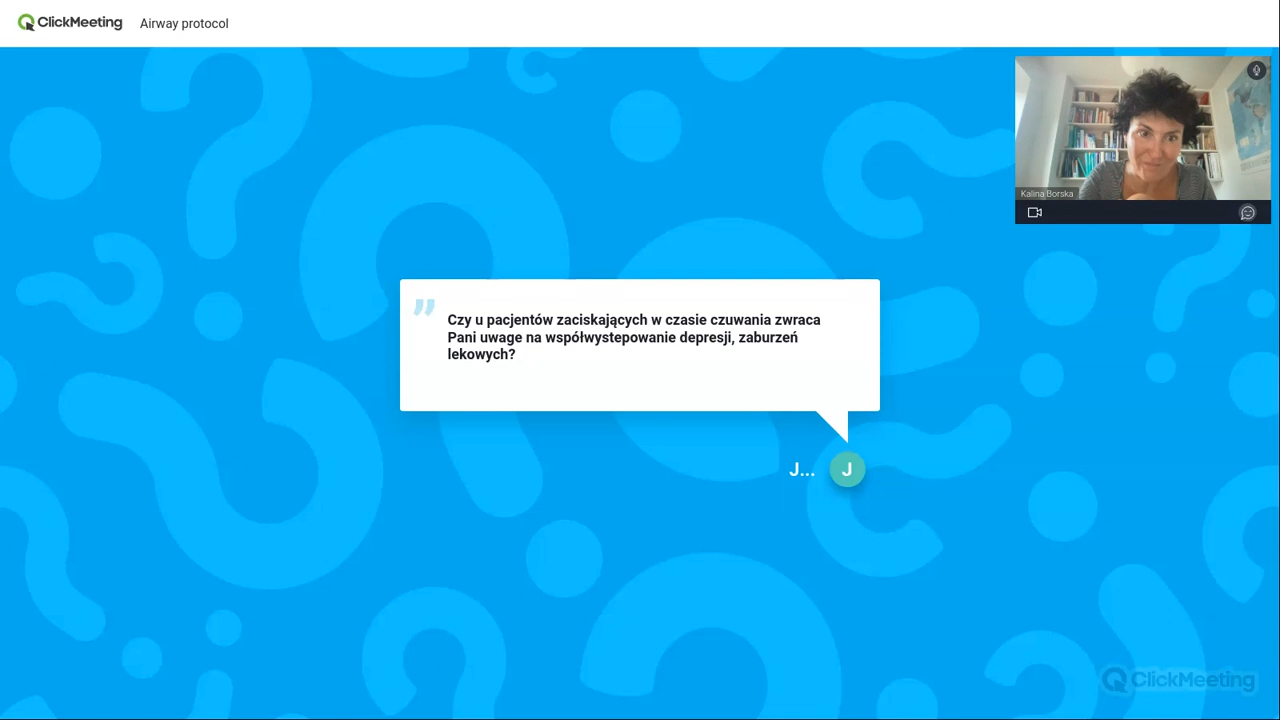 ClickMeeting Airway protocol
Kalina Borska
Czy u pacjentów zaciskających w czasie czuwania zwraca
Pani uwage na współwystepowanie depresji, zaburzeń
lekowych?
J... J
ClickMeeting